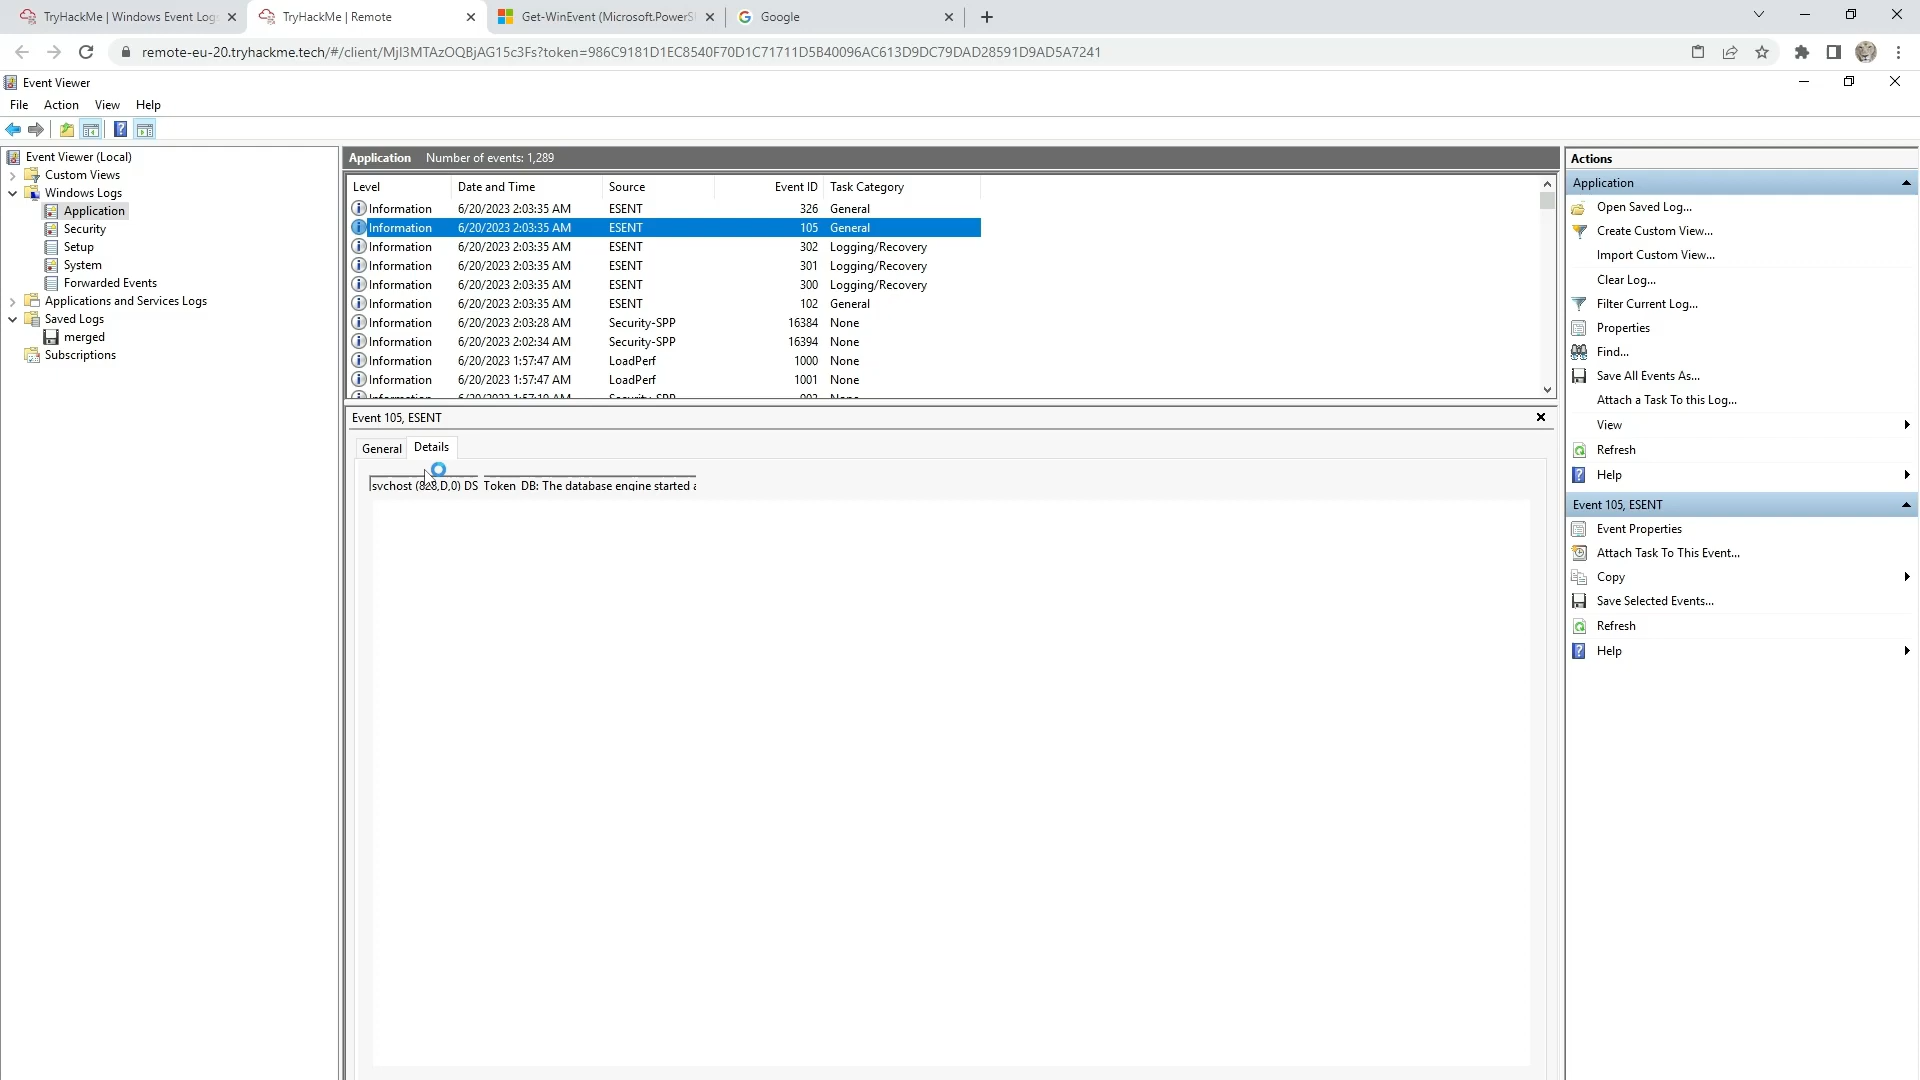 TryHackMe | Windows Event Log
TryHackMe | Remote
Get-WinEvent (Microsoft.PowerS
Google
remote-eu-20.tryhackme.tech/#/client/MjI3MTAzOQBjAG15c3Fs?token=986C9181D1EC8540F70D1C71711D5B40096AC613D9DC79DAD28591D9AD5A7241
Event Viewer
File Action View Help
Event Viewer (Local)
Custom Views
Windows Logs
Application
Security
Setup
System
Forwarded Events
Applications and Services Logs
Saved Logs
merged
Subscriptions
Application Number of events: 1,289
Level Date and Time Source Event ID Task Category
Information 6/20/2023 2:03:35 AM ESENT 326 General
Information 6/20/2023 2:03:35 AM ESENT 105 General
Information 6/20/2023 2:03:35 AM ESENT 302 Logging/Recovery
Information 6/20/2023 2:03:35 AM ESENT 301 Logging/Recovery
Information 6/20/2023 2:03:35 AM ESENT 300 Logging/Recovery
Information 6/20/2023 2:03:35 AM ESENT 102 General
Information 6/20/2023 2:03:28 AM Security-SPP 16384 None
Information 6/20/2023 2:02:34 AM Security-SPP 16394 None
Information 6/20/2023 1:57:47 AM LoadPerf 1000 None
Information 6/20/2023 1:57:47 AM LoadPerf 1001 None
Event 105, ESENT
General Details
svchost DS Token DB: The database engine started
Actions
Application
Open Saved Log...
Create Custom View...
Import Custom View...
Clear Log...
Filter Current Log...
Properties
Find...
Save All Events As...
Attach a Task To this Log...
View
Refresh
Help
Event 105, ESENT
Event Properties
Attach Task To This Event...
Copy
Save Selected Events...
Refresh
Help